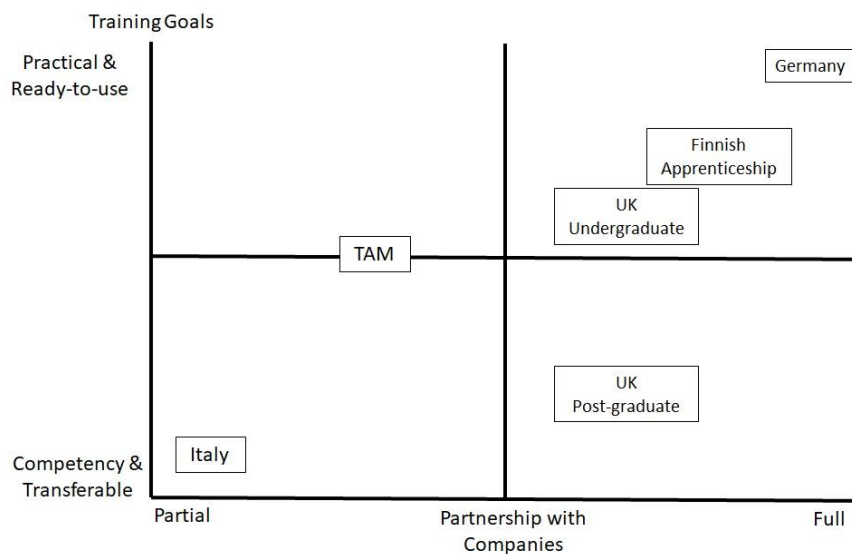 Training Goals
Practical &
Ready-to-use
Germany
Finnish
Apprenticeship
UK
Undergraduate
TAM
UK
Post-graduate
Italy
Competency &
Transferable
Partial
Partnership with
Companies
Full